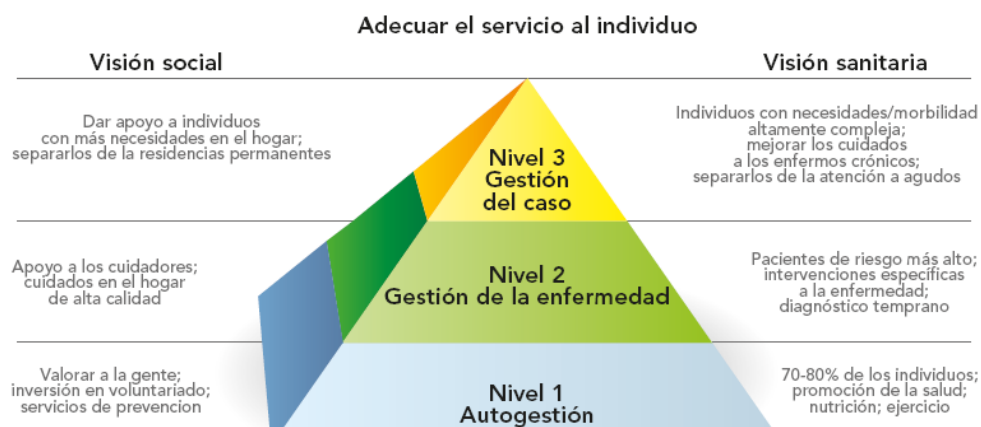 Adecuar el servicio al individuo
Visión social
Visión sanitaria
Dar apoyo a individuos
con más necesidades en el hogar;
separarlos de la residencias permanentes
Nivel 3
Gestión
del caso
Individuos con necesidades/morbilidad
altamente compleja;
mejorar los cuidados
a los enfermos crónicos;
separarlos de la atención a agudos
Apoyo a los cuidadores;
cuidados en el hogar
de alta calidad
Nivel 2
Gestión de la enfermedad
Pacientes de riesgo más alto;
intervenciones específicas
a la enfermedad;
diagnóstico temprano
Valorar a la gente;
inversión en voluntariado;
servicios de prevencion
Nivel 1
Autogestión
70-80% de los individuos;
promoción de la salud;
nutrición; ejercicio